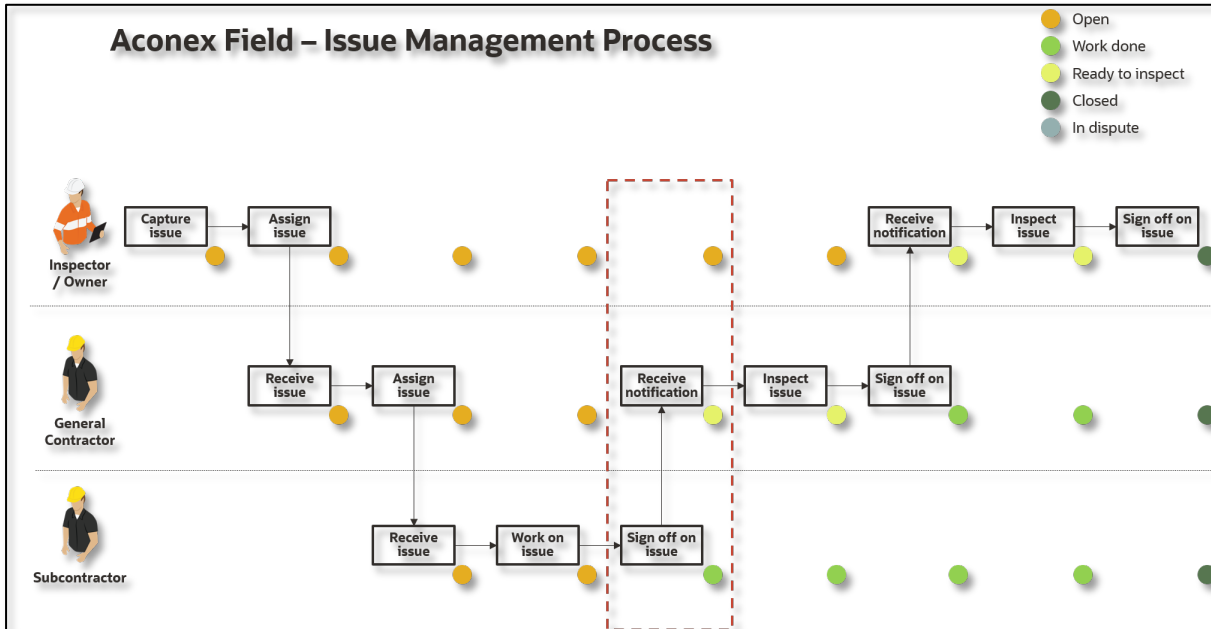 Aconex Field – Issue Management Process
Open
Work done
Ready to inspect
Closed
In dispute
Inspector
/ Owner
Capture
issue
Assign
issue
Receive
notification
Inspect
issue
Sign off on
issue
General
Contractor
Receive
issue
Assign
issue
Receive
notification
Inspect
issue
Sign off on
issue
Subcontractor
Receive
issue
Work on
issue
Sign off on
issue